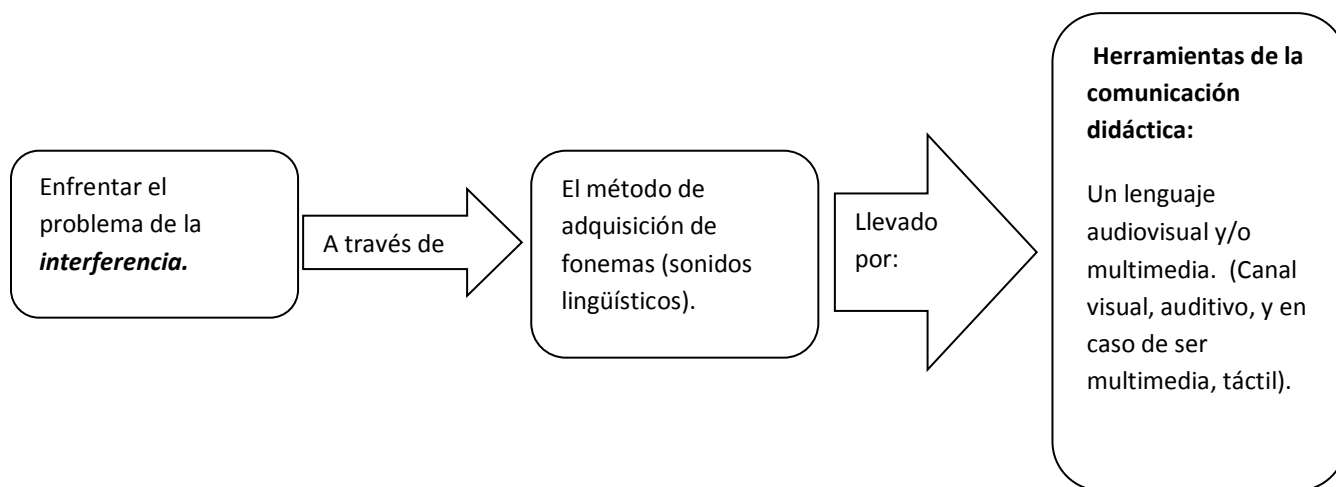 Enfrentar el
problema de la
interferencia.
A través de
El método de
adquisición de
fonemas (sonidos
lingüísticos).
Llevado
por:
Herramientas de la
comunicación
didáctica:
Un lenguaje
audiovisual y/o
multimedia. (Canal
visual, auditivo, y en
caso de ser
multimedia, táctil).